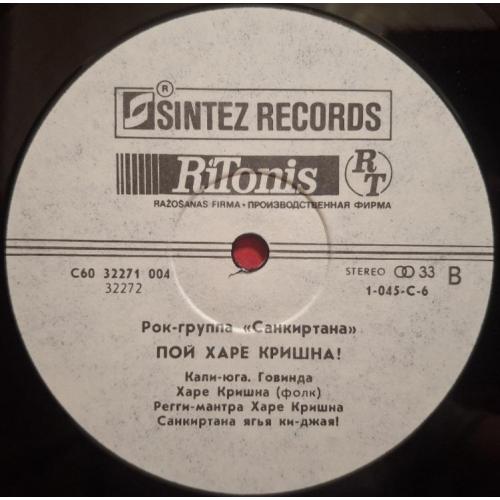 ®
SINTEZ RECORDS
RiTonis RT
RAŽOŠANAS FIRMA • ПРОИЗВОДСТВЕННАЯ ФИРМА
С60 32271 004
32272
STEREO 33 B
1-045-C-6
Рок-группа «Санкиртана»
ПОЙ ХАРЕ КРИШНА!
Кали-юга. Говинда
Харе Кришна (фолк)
Регги-мантра Харе Кришна
Санкиртана ягья ки-джая!